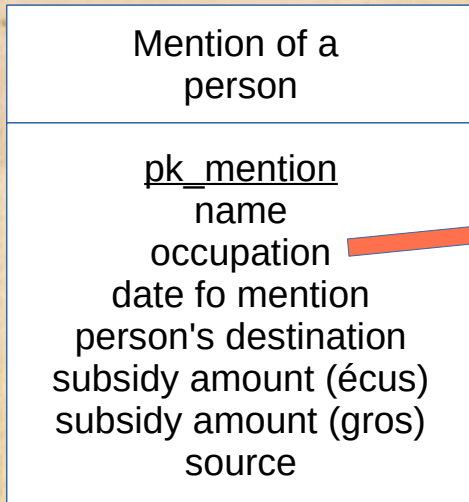 Mention of a
person
pk_mention
name
occupation
date fo mention
person's destination
subsidy amount (écus)
subsidy amount (gros)
source